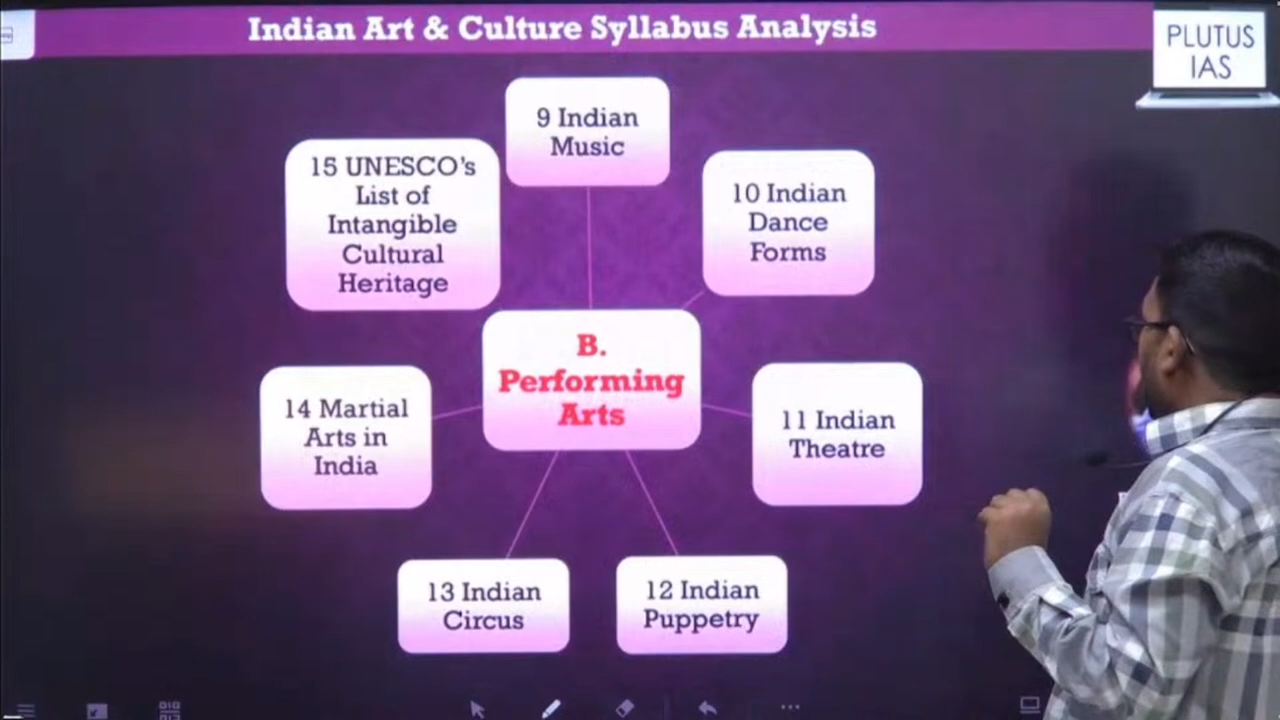 Indian Art & Culture Syllabus Analysis
PLUTUS
IAS
9 Indian
Music
15 UNESCO's
List of
Intangible
Cultural
Heritage
10 Indian
Dance
Forms
B.
Performing
Arts
14 Martial
Arts in
India
11 Indian
Theatre
13 Indian
Circus
12 Indian
Puppetry